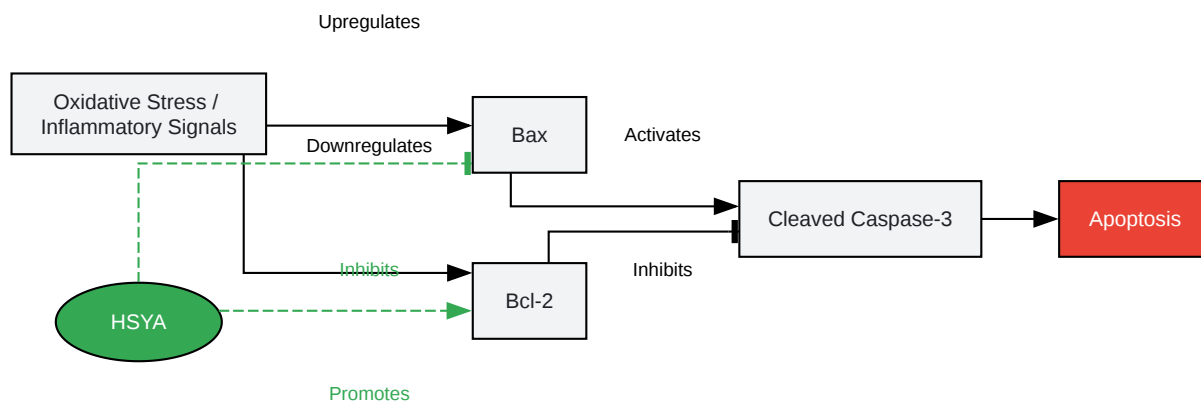 Upregulates
Oxidative Stress /
Inflammatory Signals
Bax
Activates
Downregulates
Cleaved Caspase-3
Apoptosis
Inhibits
Inhibits
Bcl-2
HSYA
Promotes